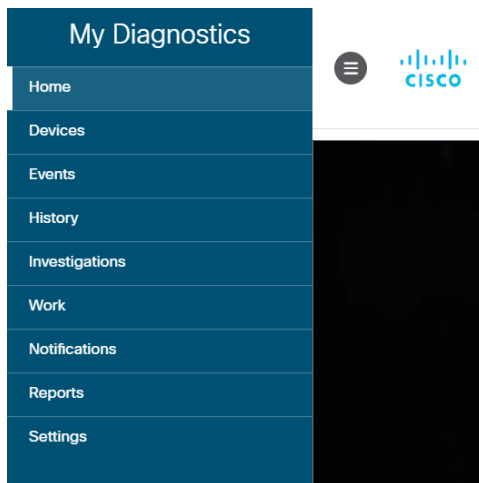 My Diagnostics
Home
Devices
Events
History
Investigations
Work
Notifications
Reports
Settings
CISCO